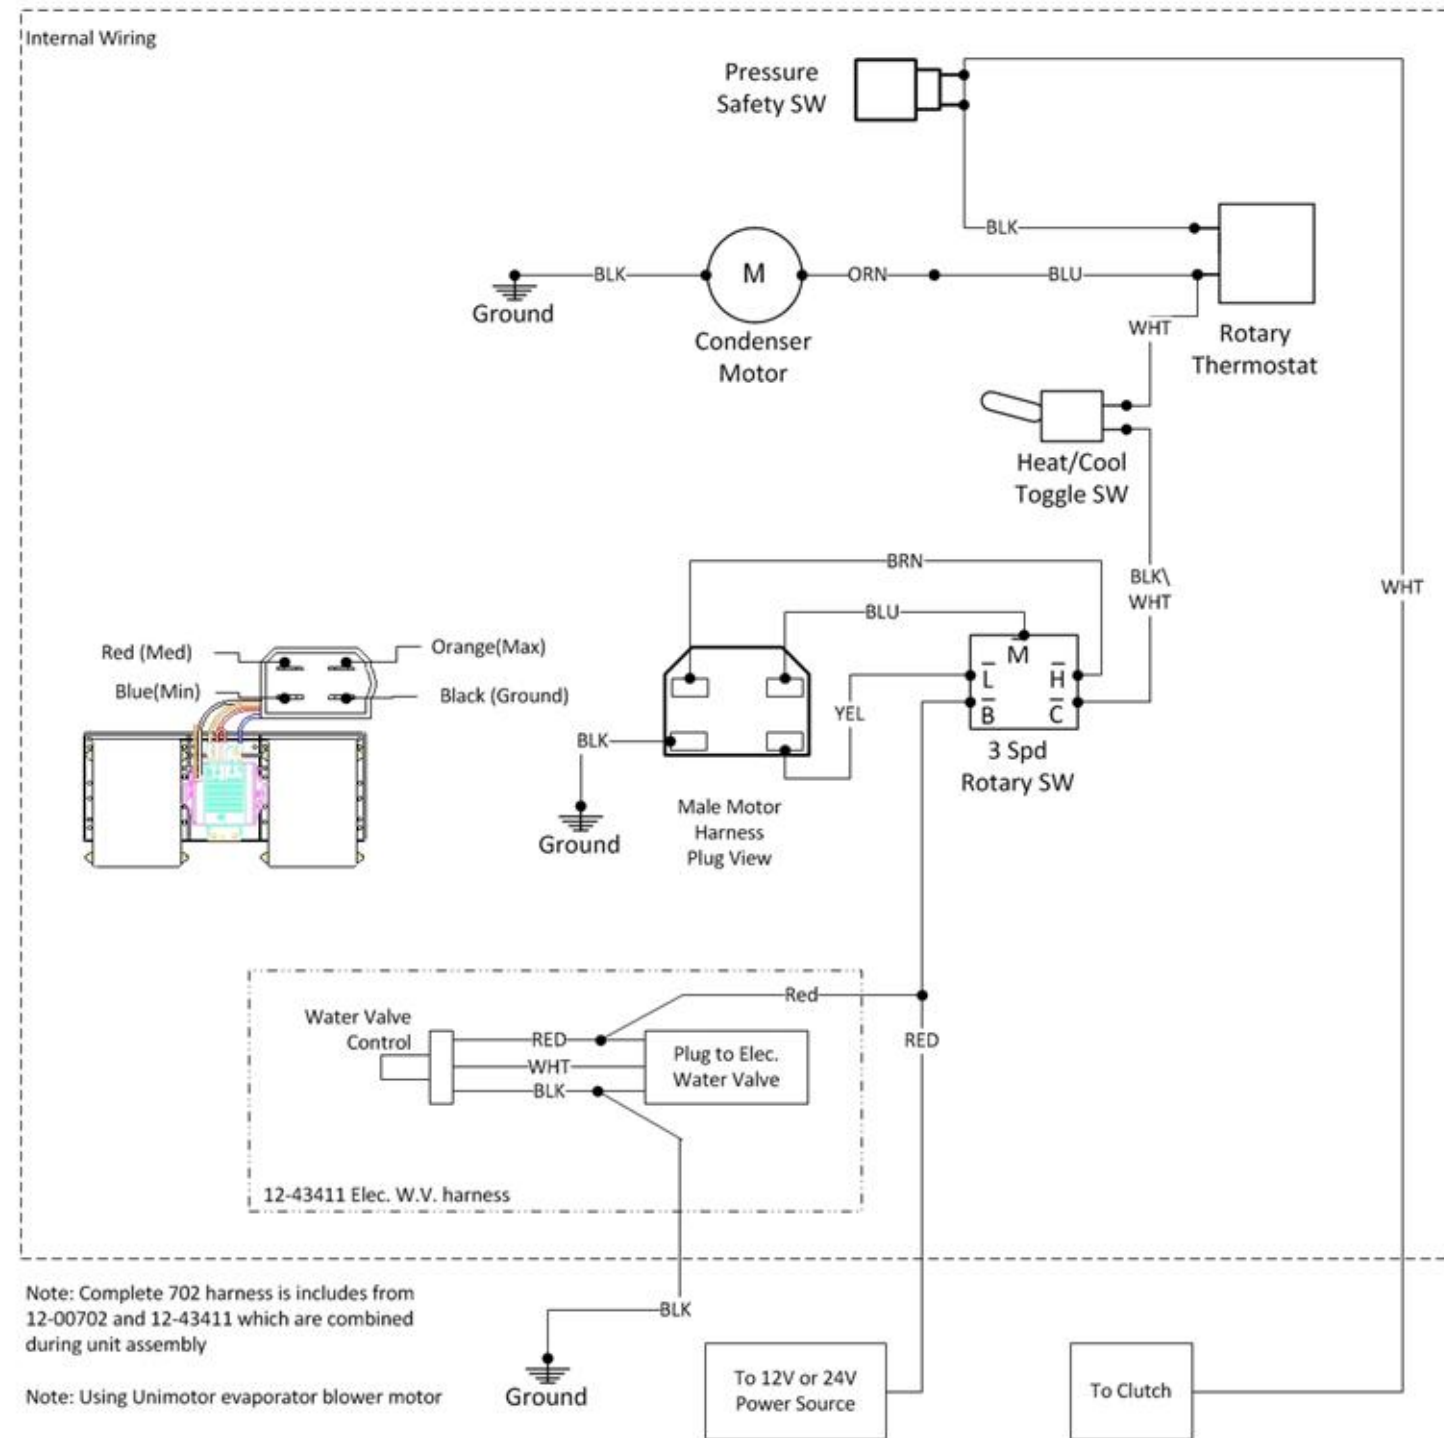 Internal Wiring
Pressure
Safety SW
BLK
BLK
M
ORN
BLU
Ground
Condenser
Motor
WHT
Rotary
Thermostat
Heat/Cool
Toggle SW
BRN
BLK\
WHT
WHT
BLU
Red (Med)
Orange(Max)
Blue(Min)
Black (Ground)
M
L
H
B
C
YEL
BLK
3 Spd
Rotary SW
Ground
Male Motor
Harness
Plug View
Red
Water Valve
Control
RED
WHT
BLK
Plug to Elec.
Water Valve
RED
12-43411 Elec. W.V. harness
Note: Complete 702 harness is includes from
12-00702 and 12-43411 which are combined
during unit assembly
BLK
Note: Using Unimotor evaporator blower motor
Ground
To 12V or 24V
Power Source
To Clutch